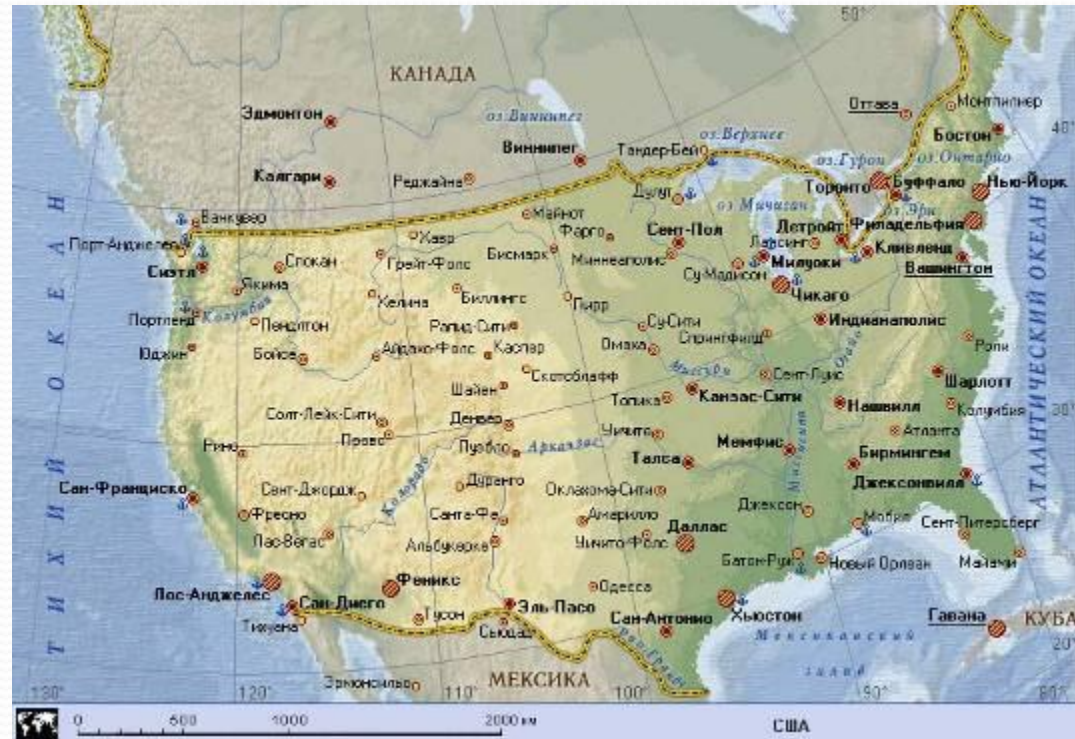 50°
КАНАДА
Оттава
Монтпилиер
Эдмонтон
оз.Виннипег
оз.Верхнее
Бостон
40°
Виннипег
Тандер-Бей
оз.Гурон
оз.Онтарио
Калгари
Реджайна
Дулут
Торонто
Буффало
Нью-Йорк
Ванкувер
Майнот
оз.Мичиган
оз.Эри
Порт-Анджелес
Хавр
Фарго
Сент-Пол
Детройт
Филадельфия
Сиэтл
Спокан
Грейт-Фолс
Бисмарк
Миннеаполис
Лансинг
Кливленд
Якима
Су-Мадисон
Милуоки
Вашингтон
Хелина
Биллингс
Пирр
Чикаго
Портленд
Колумбия
Пендлтон
Рапид-Сити
Су-Сити
Спрингфилд
Индианаполис
Юджин
Бойсе
Айдахо-Фолс
Каспер
Омаха
Огайо
Роли
Шайен
Скотсблафф
Миссури
Сент-Луис
Шарлотт
Топика
Канзас-Сити
Нашвилл
Колумбия
30°
Солт-Лейк-Сити
Денвер
Прово
Уичито
Мемфис
Атланта
Рино
Пуэбло
Арканзас
Талса
Миссисипи
Бирмингем
Сан-Франциско
Сент-Джордж
Колорадо
Дуранго
Оклахома-Сити
Джексонвилл
Фресно
Санта-Фе
Амарилло
Джексон
Мобил
Сент-Питерсберг
Лас-Вегас
Альбукерке
Уичито-Фолс
Даллас
Батон-Руж
Новый Орлеан
Майами
Лос-Анджелес
Феникс
Одесса
Сан-Диего
Эль-Пасо
Хьюстон
Гавана
Тихуана
Тусон
Сьюдад
Сан-Антонио
КУБА
Мексиканский
залив
рио-Гранде
20°
МЕКСИКА
Эрмосильо
ТИХИЙ ОКЕАН
АТЛАНТИЧЕСКИЙ ОКЕАН
130°
120°
110°
100°
90°
80°
0
500
1000
2000 км
США